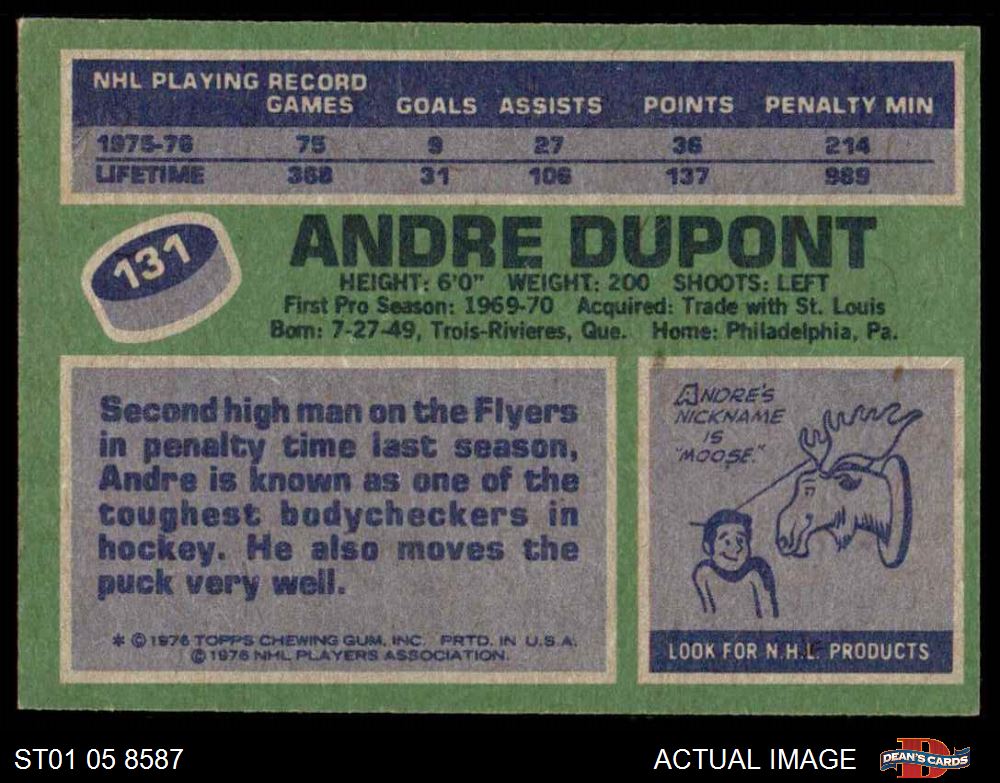 NHL PLAYING RECORD
GAMES GOALS ASSISTS POINTS PENALTY MIN
1975-76 75 9 27 36 214
LIFETIME 368 31 106 137 989
131
ANDRE DUPONT
HEIGHT: 6'0" WEIGHT: 200 SHOOTS: LEFT
First Pro Season: 1969-70 Acquired: Trade with St. Louis
Born: 7-27-49, Trois-Rivieres, Que. Home: Philadelphia, Pa.
Second high man on the Flyers
in penalty time last season,
Andre is known as one of the
toughest bodycheckers in
hockey. He also moves the
puck very well.
* © 1976 TOPPS CHEWING GUM, INC. PRTD. IN U.S.A.
© 1976 NHL PLAYERS ASSOCIATION.
ANDRE'S
NICKNAME
IS
"MOOSE."
LOOK FOR N.H.L. PRODUCTS
ST01 05 8587
ACTUAL IMAGE
D
DEAN'S CARDS